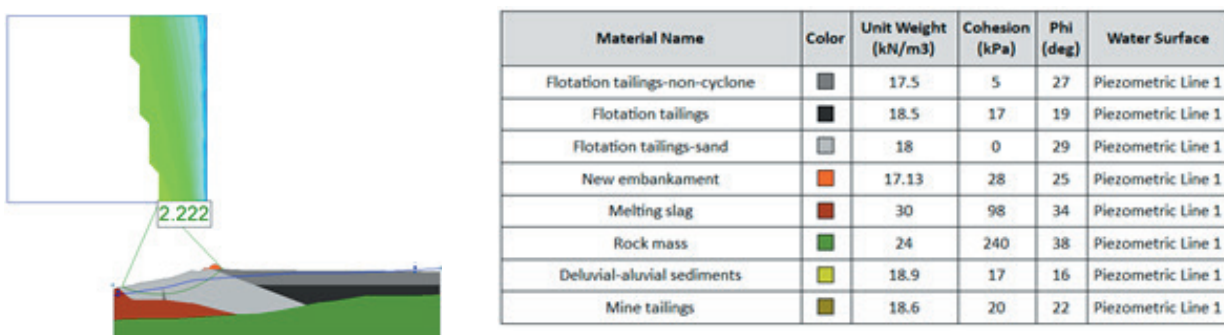 2.222
Material Name Color Unit Weight (kN/m3) Cohesion (kPa) Phi (deg) Water Surface
Flotation tailings-non-cyclone 17.5 5 27 Piezometric Line 1
Flotation tailings 18.5 17 19 Piezometric Line 1
Flotation tailings-sand 18 0 29 Piezometric Line 1
New embankament 17.13 28 25 Piezometric Line 1
Melting slag 30 98 34 Piezometric Line 1
Rock mass 24 240 38 Piezometric Line 1
Deluvial-aluvial sediments 18.9 17 16 Piezometric Line 1
Mine tailings 18.6 20 22 Piezometric Line 1